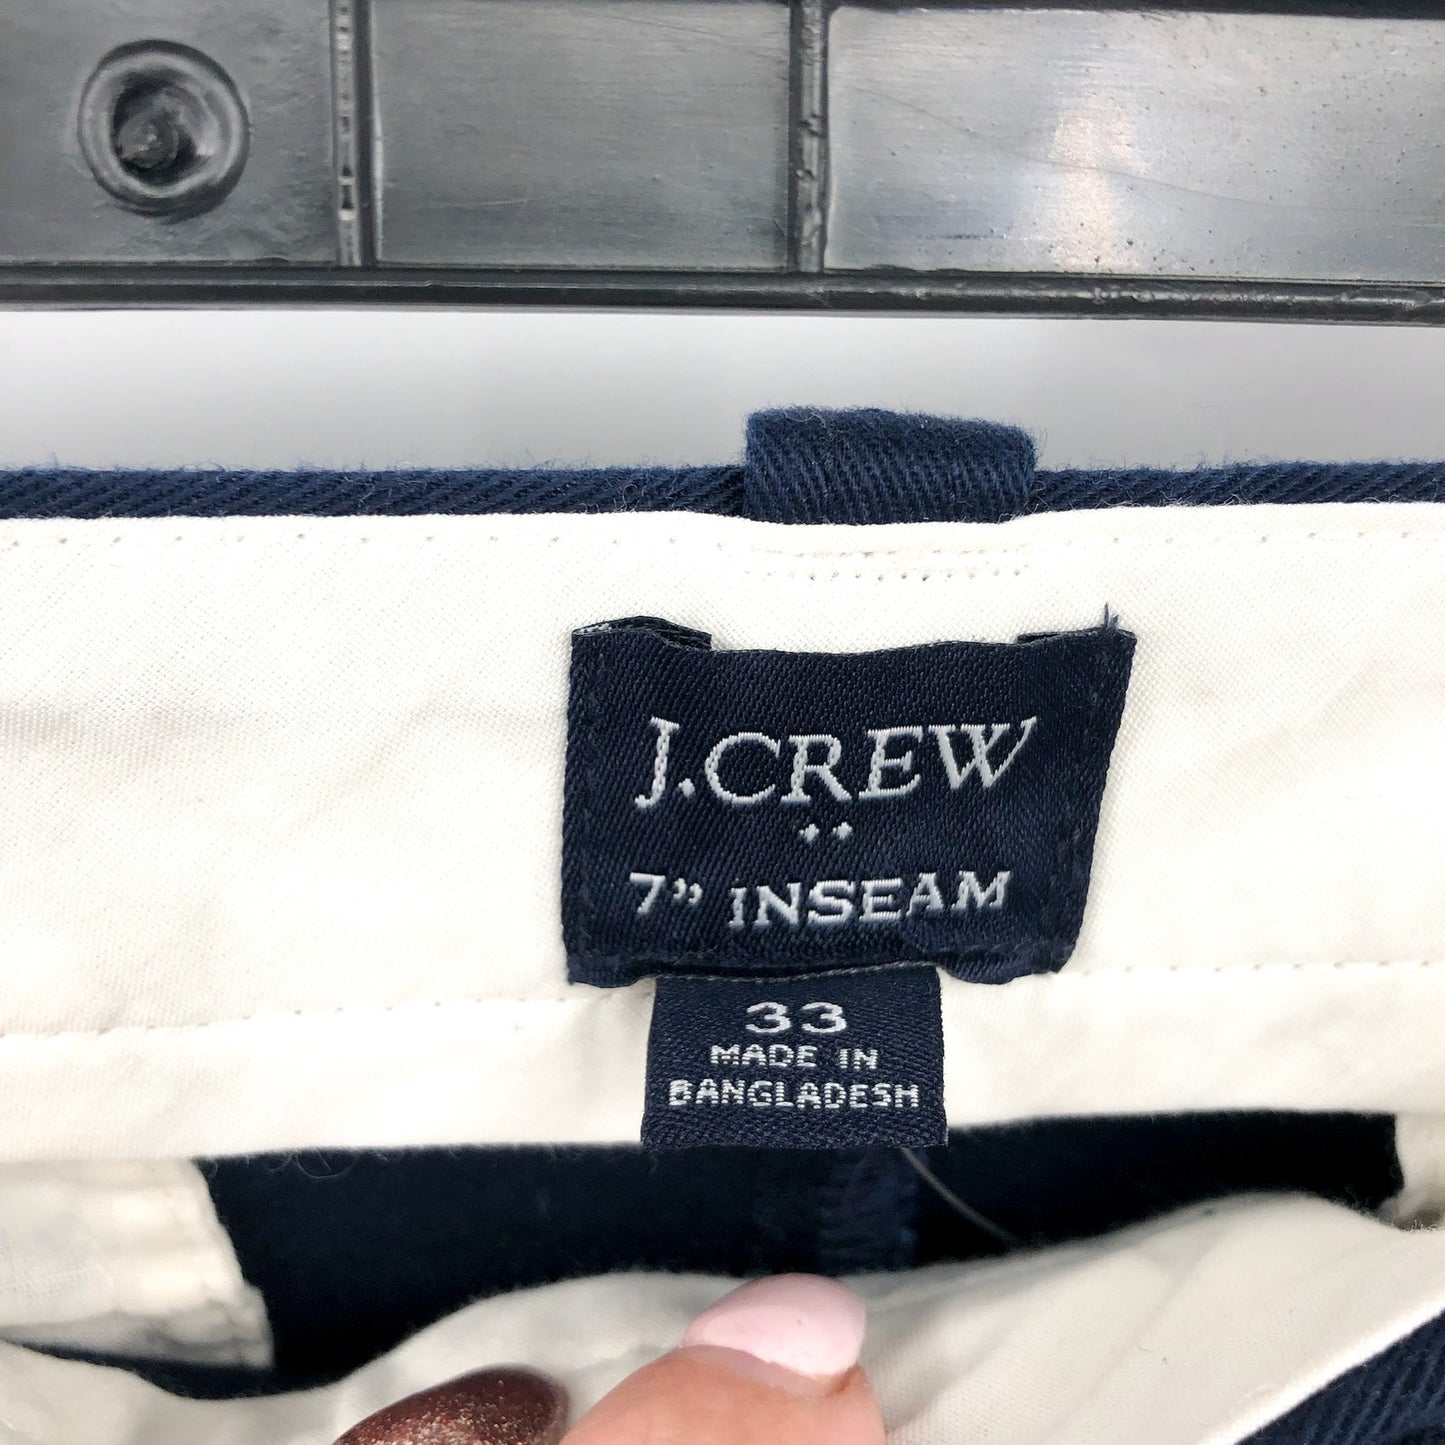 J.CREW
7” INSEAM
33
MADE IN
BANGLADESH